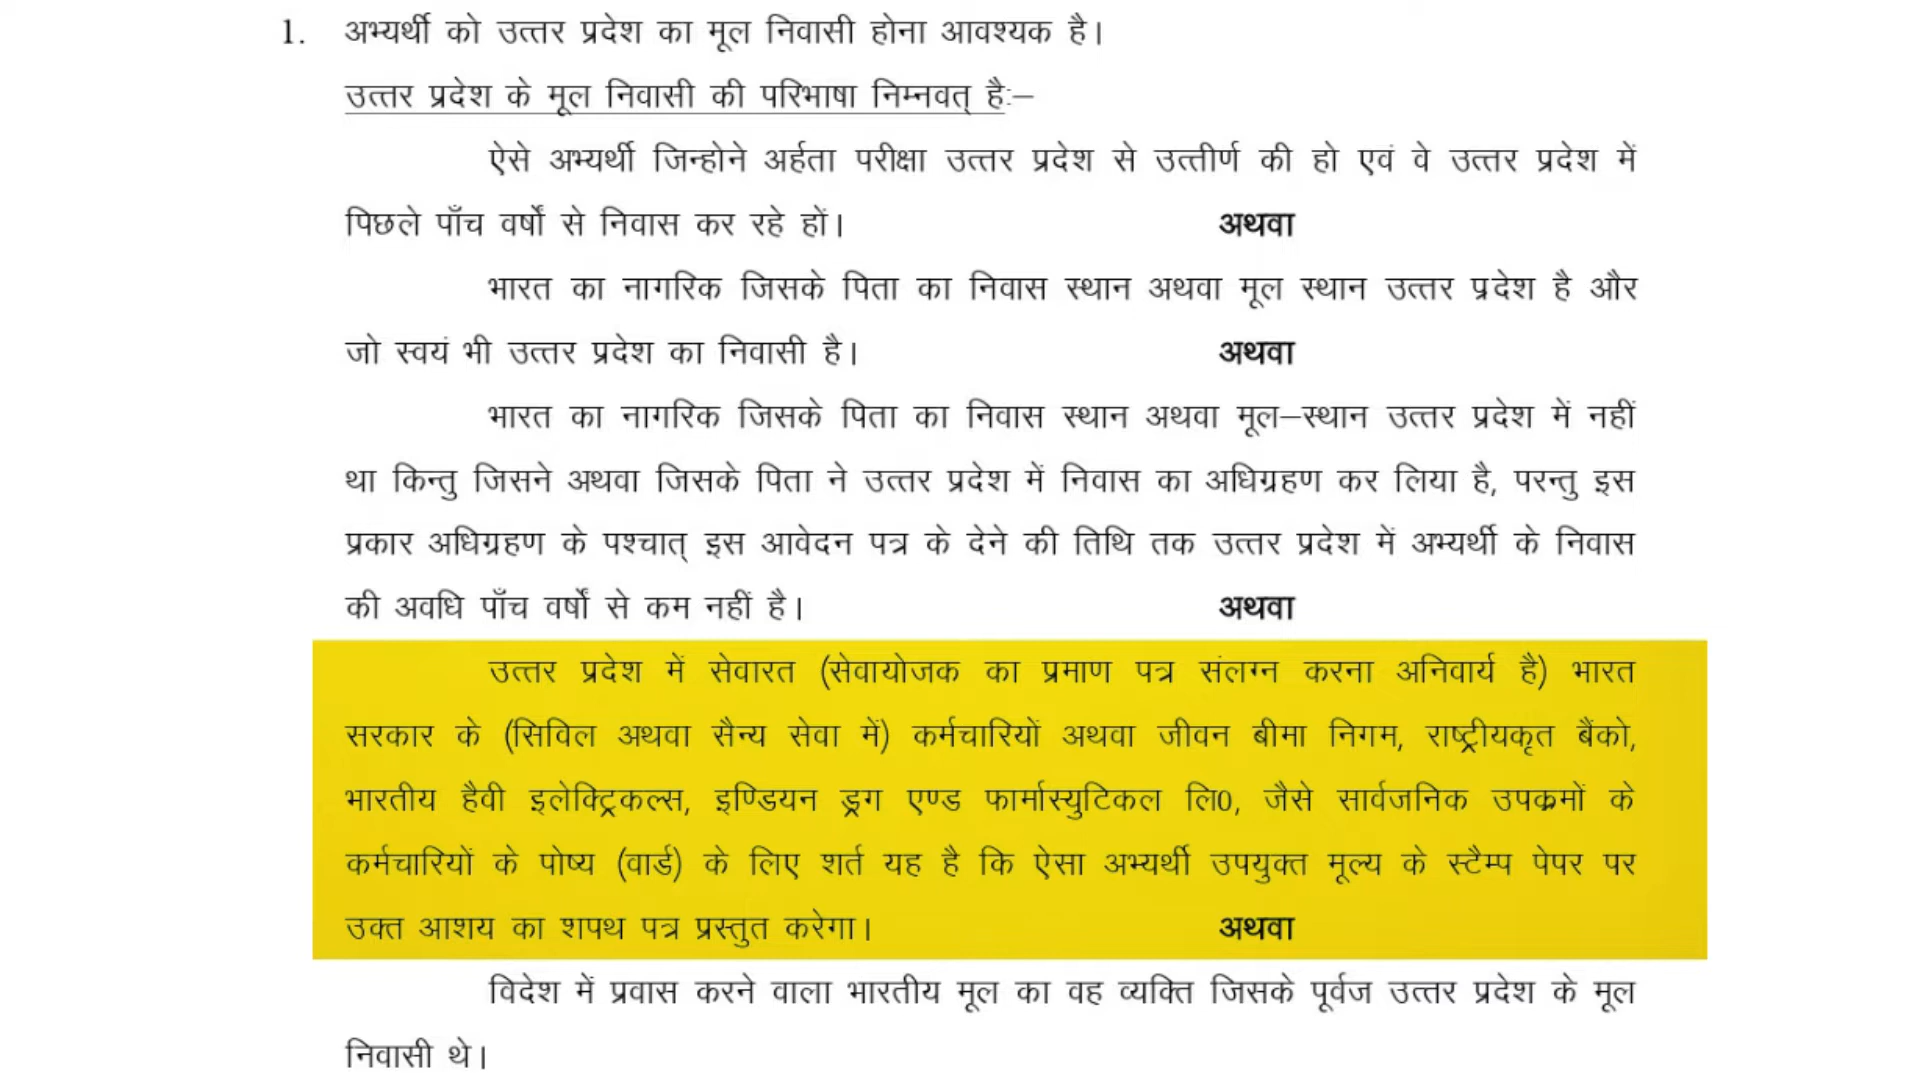 1. अभ्यर्थी को उत्तर प्रदेश का मूल निवासी होना आवश्यक है।
उत्तर प्रदेश के मूल निवासी की परिभाषा निम्नवत् है:–
ऐसे अभ्यर्थी जिन्होने अर्हता परीक्षा उत्तर प्रदेश से उत्तीर्ण की हो एवं वे उत्तर प्रदेश में
पिछले पाँच वर्षों से निवास कर रहे हों। अथवा
भारत का नागरिक जिसके पिता का निवास स्थान अथवा मूल स्थान उत्तर प्रदेश है और
जो स्वयं भी उत्तर प्रदेश का निवासी है। अथवा
भारत का नागरिक जिसके पिता का निवास स्थान अथवा मूल–स्थान उत्तर प्रदेश में नहीं
था किन्तु जिसने अथवा जिसके पिता ने उत्तर प्रदेश में निवास का अधिग्रहण कर लिया है, परन्तु इस
प्रकार अधिग्रहण के पश्चात् इस आवेदन पत्र के देने की तिथि तक उत्तर प्रदेश में अभ्यर्थी के निवास
की अवधि पाँच वर्षों से कम नहीं है। अथवा
उत्तर प्रदेश में सेवारत (सेवायोजक का प्रमाण पत्र संलग्न करना अनिवार्य है) भारत
सरकार के (सिविल अथवा सैन्य सेवा में) कर्मचारियों अथवा जीवन बीमा निगम, राष्ट्रीयकृत बैंको,
भारतीय हैवी इलेक्ट्रिकल्स, इण्डियन ड्रग एण्ड फार्मास्युटिकल लि0, जैसे सार्वजनिक उपक्रमों के
कर्मचारियों के पोष्य (वार्ड) के लिए शर्त यह है कि ऐसा अभ्यर्थी उपयुक्त मूल्य के स्टैम्प पेपर पर
उक्त आशय का शपथ पत्र प्रस्तुत करेगा। अथवा
विदेश में प्रवास करने वाला भारतीय मूल का वह व्यक्ति जिसके पूर्वज उत्तर प्रदेश के मूल
निवासी थे।